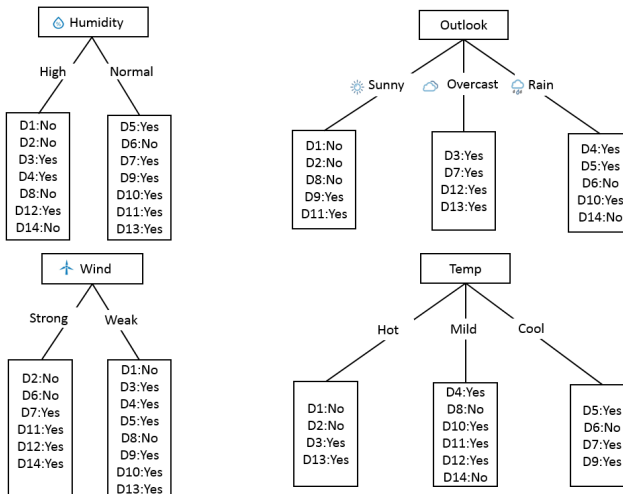 Humidity
High
Normal
D1:No
D2:No
D3:Yes
D4:Yes
D8:No
D12:Yes
D14:No
D5:Yes
D6:No
D7:Yes
D9:Yes
D10:Yes
D11:Yes
D13:Yes
Outlook
Sunny
Overcast
Rain
D1:No
D2:No
D8:No
D9:Yes
D11:Yes
D3:Yes
D7:Yes
D12:Yes
D13:Yes
D4:Yes
D5:Yes
D6:No
D10:Yes
D14:No
Wind
Strong
Weak
D2:No
D6:No
D7:Yes
D11:Yes
D12:Yes
D14:Yes
D1:No
D3:Yes
D4:Yes
D5:Yes
D8:No
D9:Yes
D10:Yes
D13:Yes
Temp
Hot
Mild
Cool
D1:No
D2:No
D3:Yes
D13:Yes
D4:Yes
D8:No
D10:Yes
D11:Yes
D12:Yes
D14:No
D5:Yes
D6:No
D7:Yes
D9:Yes